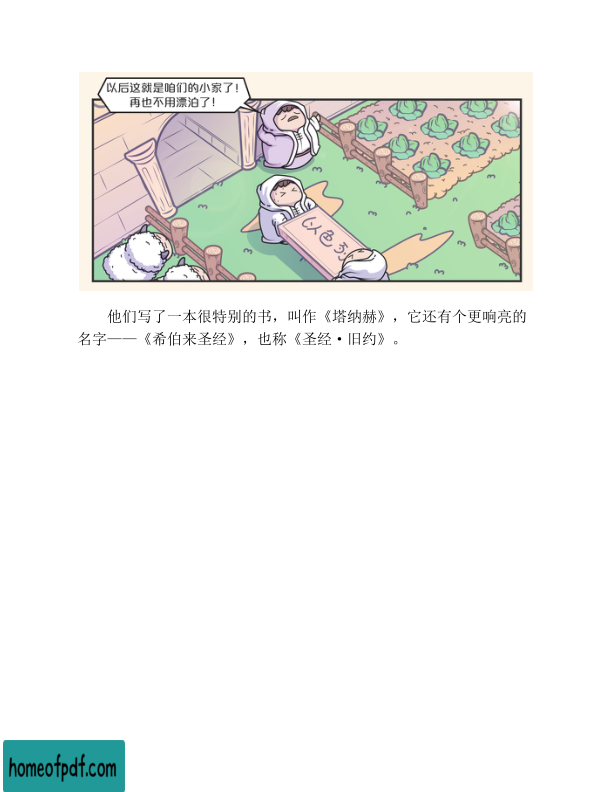 以后这就是咱们的小家了！
再也不用漂泊了！
以色列
他们写了一本很特别的书，叫作《塔纳赫》，它还有个更响亮的
名字——《希伯来圣经》，也称《圣经·旧约》。
homeofpdf.com